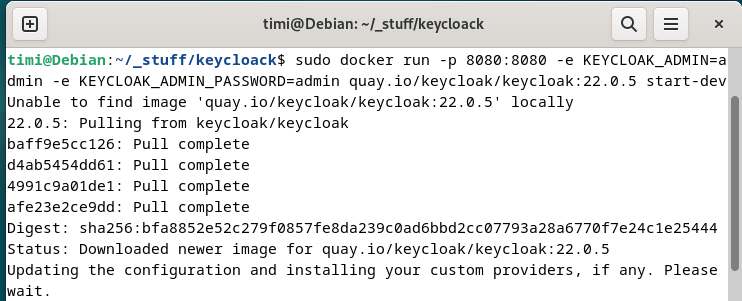 timi@Debian: ~/_stuff/keycloack
timi@Debian:~/_stuff/keycloack$ sudo docker run -p 8080:8080 -e KEYCLOAK_ADMIN=a
dmin -e KEYCLOAK_ADMIN_PASSWORD=admin quay.io/keycloak/keycloak:22.0.5 start-dev
Unable to find image 'quay.io/keycloak/keycloak:22.0.5' locally
22.0.5: Pulling from keycloak/keycloak
baff9e5cc126: Pull complete
d4ab5454dd61: Pull complete
4991c9a01de1: Pull complete
afe23e2ce9dd: Pull complete
Digest: sha256:bfa8852e52c279f0857fe8da239c0ad6bbd2cc07793a28a6770f7e24c1e25444
Status: Downloaded newer image for quay.io/keycloak/keycloak:22.0.5
Updating the configuration and installing your custom providers, if any. Please
wait.